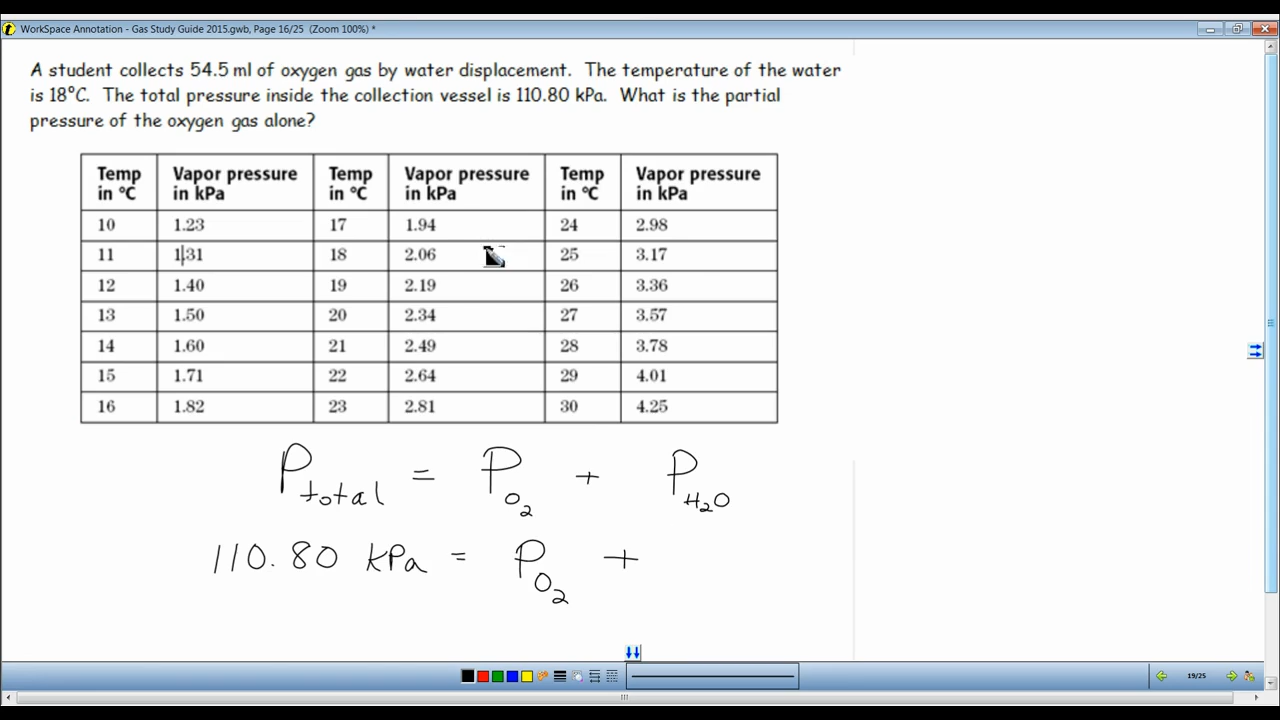 WorkSpace Annotation - Gas Study Guide 2015.gwb, Page 16/25 (Zoom 100%) *
A student collects 54.5 ml of oxygen gas by water displacement. The temperature of the water
is 18°C. The total pressure inside the collection vessel is 110.80 kPa. What is the partial
pressure of the oxygen gas alone?
Temp in °C Vapor pressure in kPa Temp in °C Vapor pressure in kPa Temp in °C Vapor pressure in kPa
10 1.23 17 1.94 24 2.98
11 1.31 18 2.06 25 3.17
12 1.40 19 2.19 26 3.36
13 1.50 20 2.34 27 3.57
14 1.60 21 2.49 28 3.78
15 1.71 22 2.64 29 4.01
16 1.82 23 2.81 30 4.25
P total = P O2 + P H2O
110.80 kPa = P O2 +
19/25